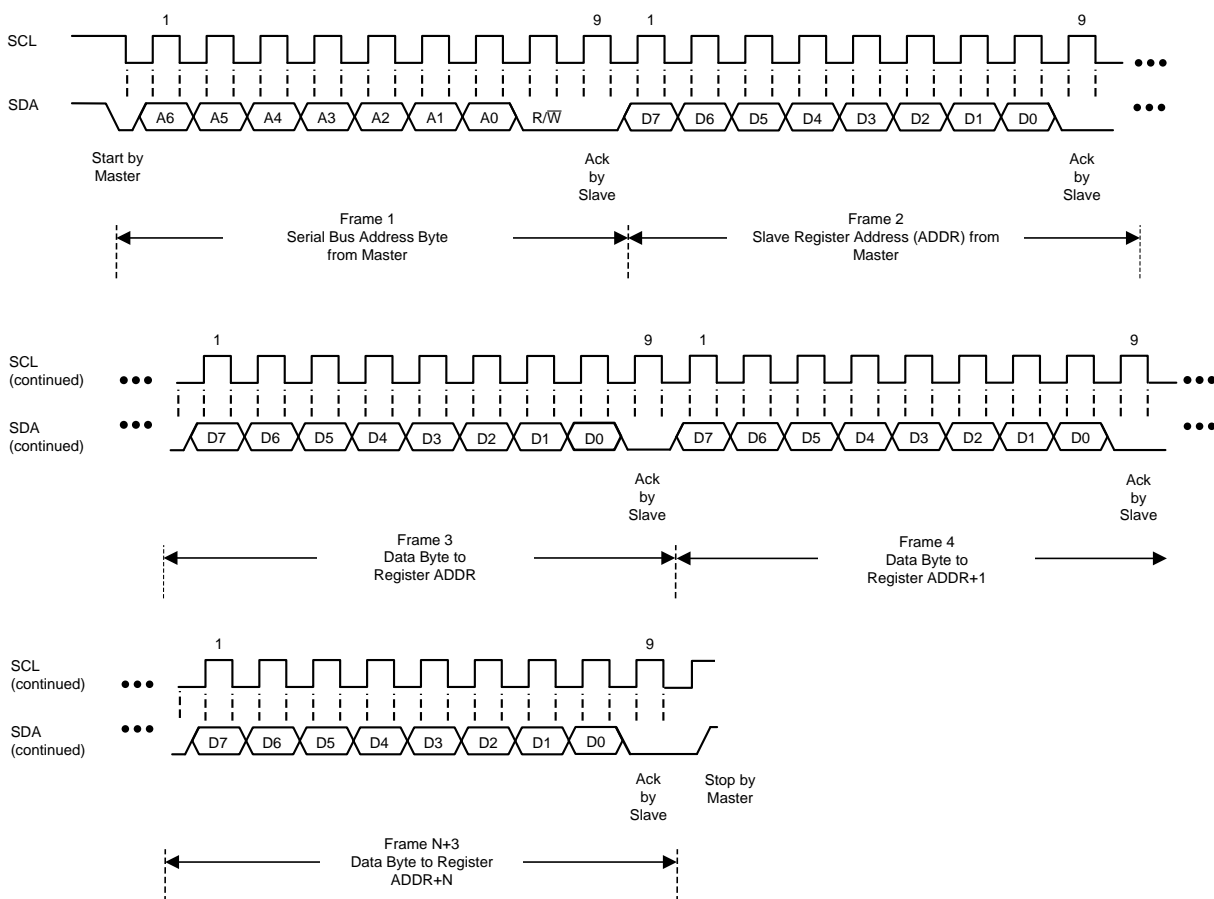 1 9 1 9
SCL
SDA
A6 A5 A4 A3 A2 A1 A0 R/W̅ D7 D6 D5 D4 D3 D2 D1 D0
Start by
Master
Ack
by
Slave
Ack
by
Slave
Frame 1
Serial Bus Address Byte
from Master
Frame 2
Slave Register Address (ADDR) from
Master
1 9 1 9
SCL
(continued)
SDA
(continued)
D7 D6 D5 D4 D3 D2 D1 D0 D7 D6 D5 D4 D3 D2 D1 D0
Ack
by
Slave
Ack
by
Slave
Frame 3
Data Byte to
Register ADDR
Frame 4
Data Byte to
Register ADDR+1
1 9
SCL
(continued)
SDA
(continued)
D7 D6 D5 D4 D3 D2 D1 D0
Ack
by
Slave
Stop by
Master
Frame N+3
Data Byte to Register
ADDR+N